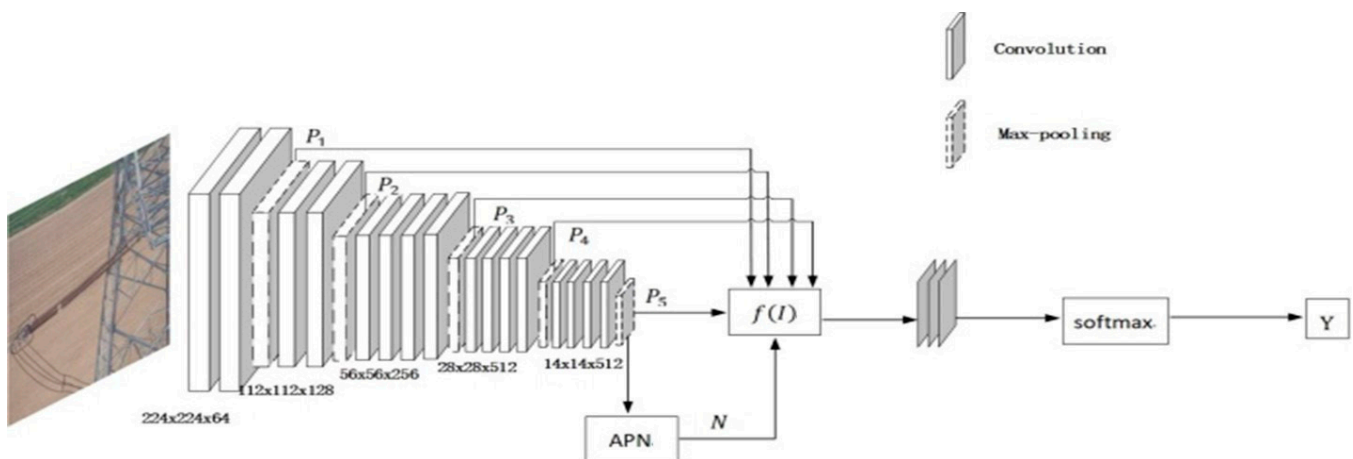 Convolution
Max-pooling
P₁
P₂
P₃
P₄
P₅
f(I)
softmax.
Y
224x224x64
112x112x128
56x56x256
28x28x512
14x14x512
APN.
N